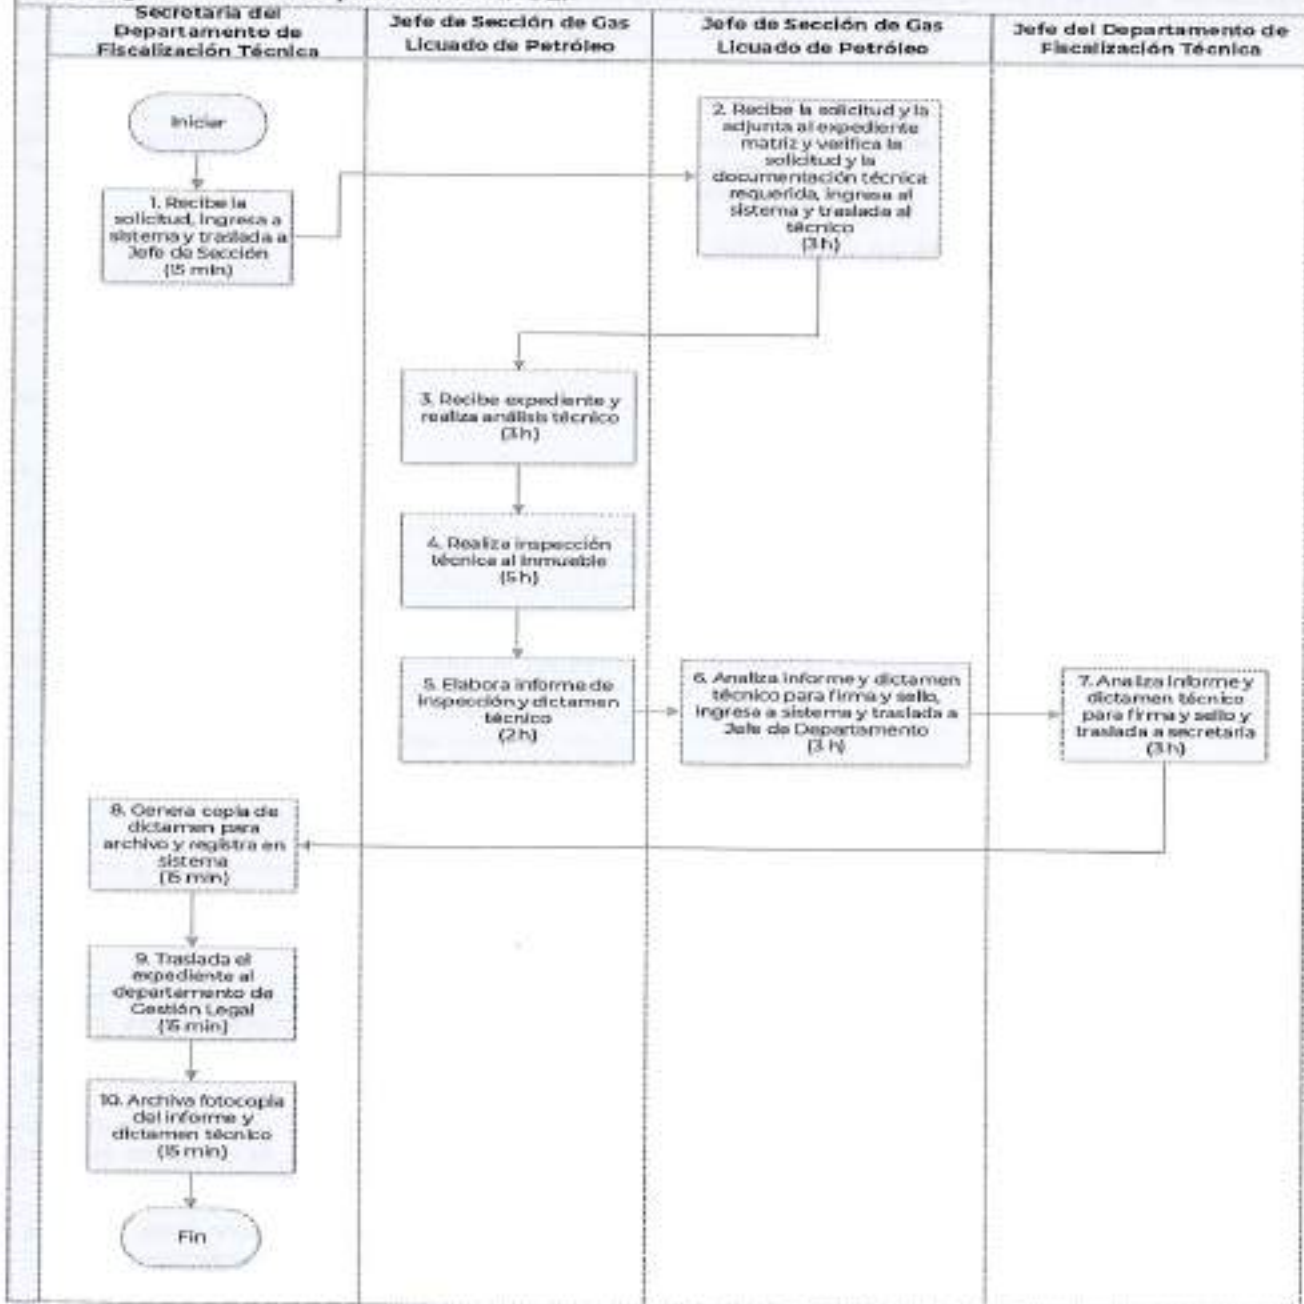 Secretaria del
Departamento de
Fiscalización Técnica
Jefe de Sección de Gas
Licuado de Petróleo
Jefe de Sección de Gas
Licuado de Petróleo
Jefe del Departamento de
Fiscalización Técnica
Iniciar
1. Recibe la
solicitud, ingresa a
sistema y traslada a
Jefe de Sección
(15 min)
2. Recibe la solicitud y la
adjunta al expediente
matriz y verifica la
solicitud y la
documentación técnica
requerida, ingresa al
sistema y traslada al
técnico
(3 h)
3. Recibe expediente y
realiza análisis técnico
(3 h)
4. Realiza inspección
técnica al inmueble
(5 h)
5. Elabora informe de
inspección y dictamen
técnico
(2 h)
6. Analiza informe y dictamen
técnico para firma y sello,
ingresa a sistema y traslada a
Jefe de Departamento
(3 h)
7. Analiza informe y
dictamen técnico
para firma y sello y
traslada a secretaría
(3 h)
8. Genera copia de
dictamen para
archivo y registra en
sistema
(15 min)
9. Traslada el
expediente al
departamento de
Gestión Legal
(15 min)
10. Archiva fotocopia
del informe y
dictamen técnico
(15 min)
Fin